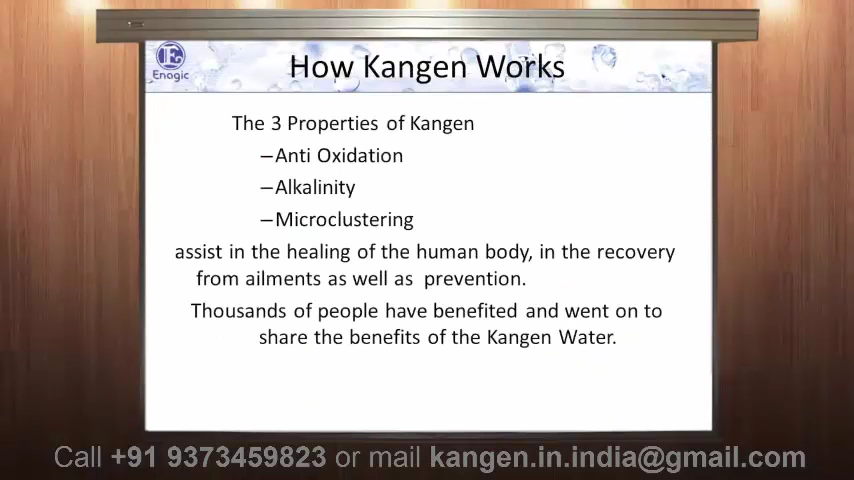 Enagic
How Kangen Works
The 3 Properties of Kangen
–Anti Oxidation
–Alkalinity
–Microclustering
assist in the healing of the human body, in the recovery
from ailments as well as prevention.
Thousands of people have benefited and went on to
share the benefits of the Kangen Water.
Call +91 9373459823 or mail kangen.in.india@gmail.com